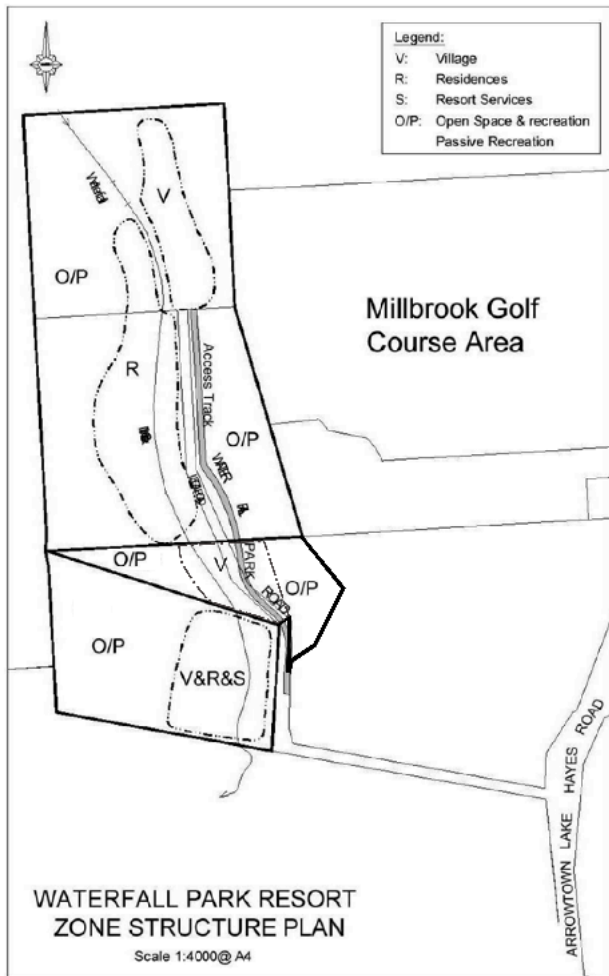 Legend:
V: Village
R: Residences
S: Resort Services
O/P: Open Space & recreation
Passive Recreation
V
O/P
Millbrook Golf
Course Area
R
Access Track
O/P
PARK
ROAD
O/P
V
O/P
O/P
V&R&S
ARROWTOWN LAKE HAYES ROAD
WATERFALL PARK RESORT
ZONE STRUCTURE PLAN
Scale 1:4000@ A4